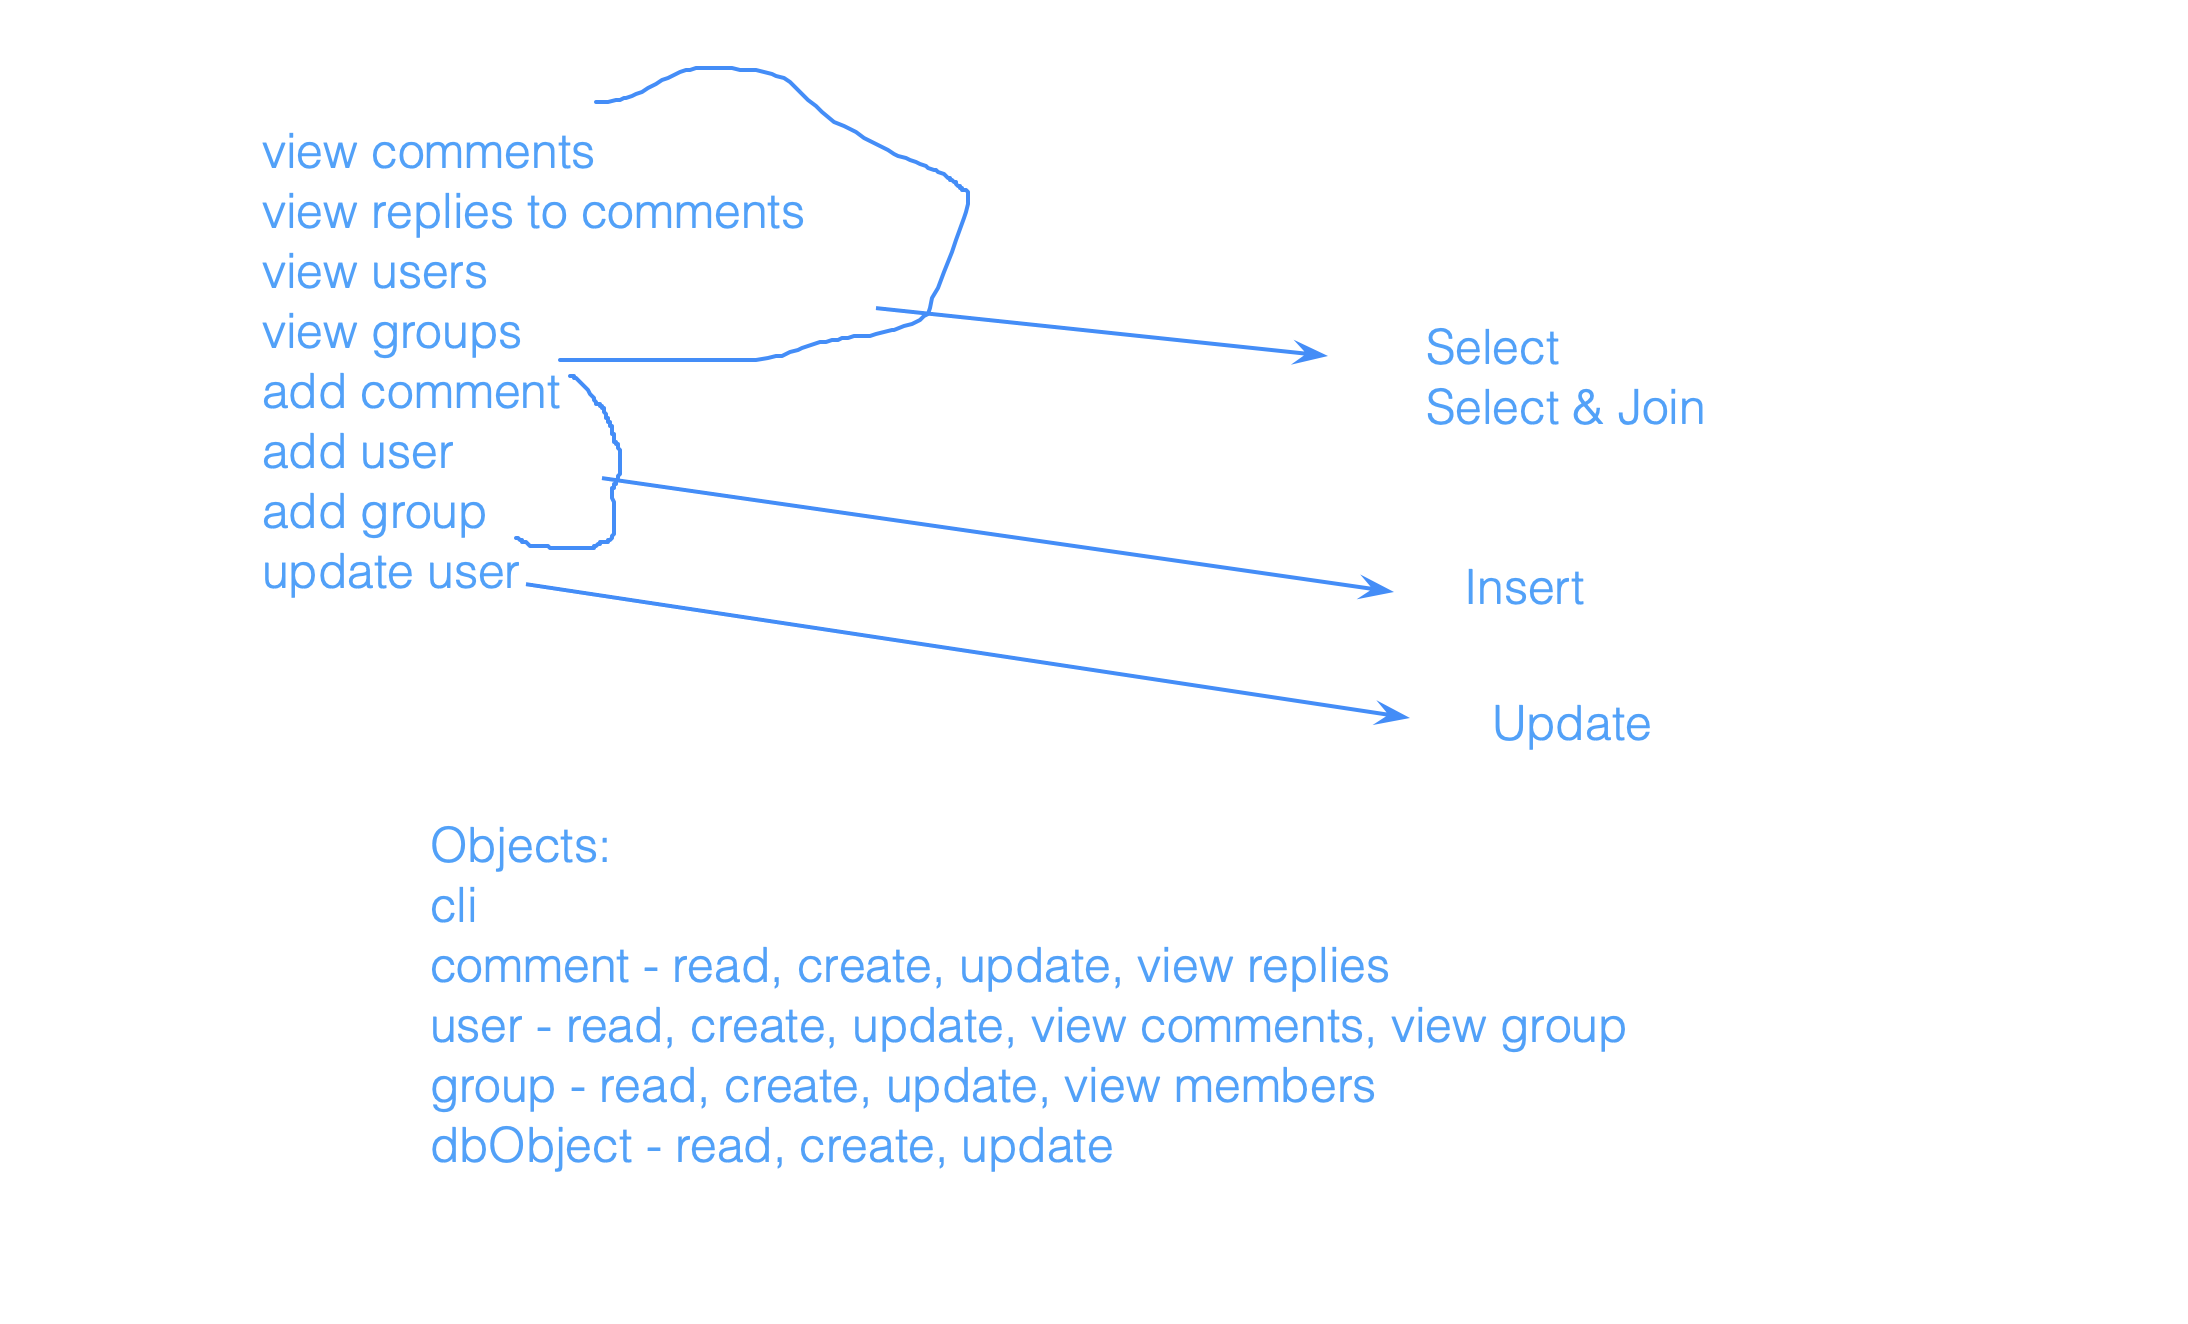 view comments
view replies to comments
view users
view groups
add comment
add user
add group
update user
Select
Select & Join
Insert
Update
Objects:
cli
comment - read, create, update, view replies
user - read, create, update, view comments, view group
group - read, create, update, view members
dbObject - read, create, update